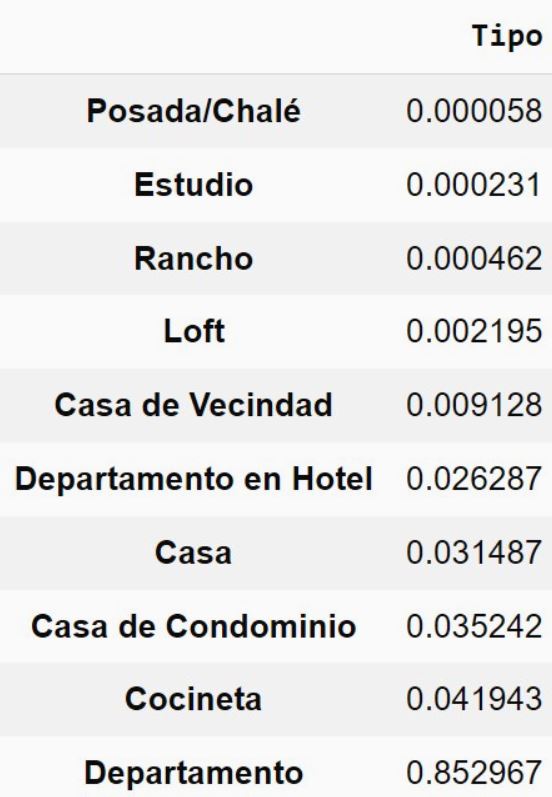 Tipo
Posada/Chalé 0.000058
Estudio 0.000231
Rancho 0.000462
Loft 0.002195
Casa de Vecindad 0.009128
Departamento en Hotel 0.026287
Casa 0.031487
Casa de Condominio 0.035242
Cocineta 0.041943
Departamento 0.852967